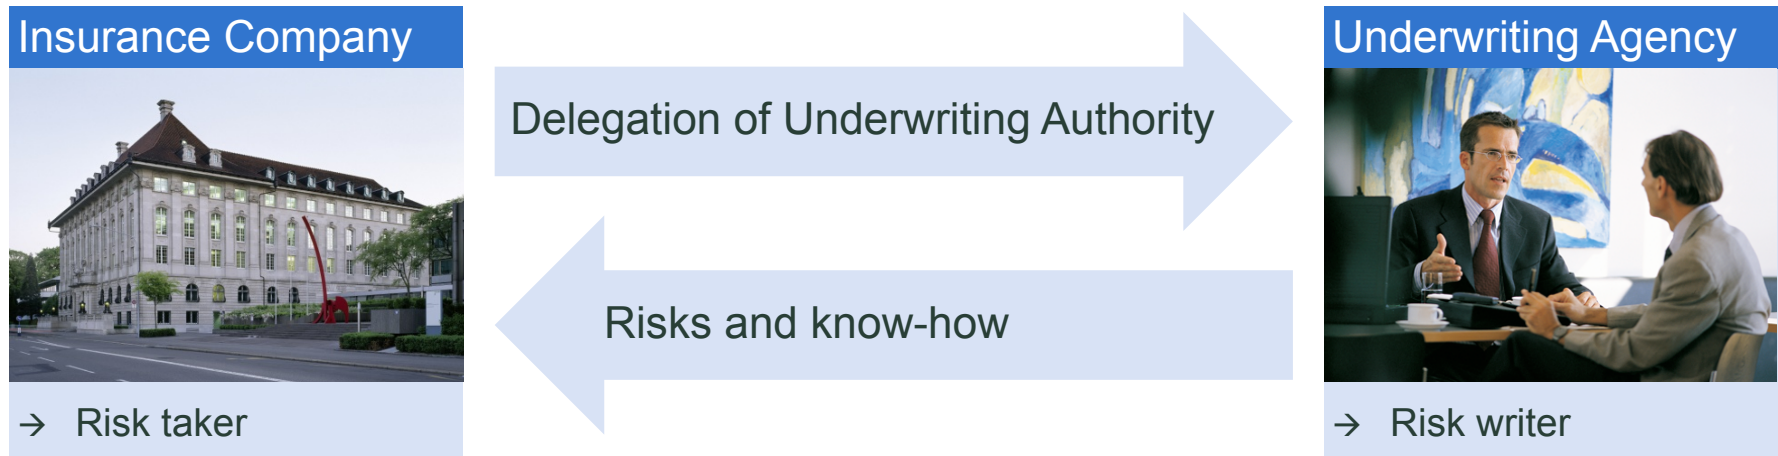 Insurance Company
Underwriting Agency
Delegation of Underwriting Authority
Risks and know-how
→ Risk taker
→ Risk writer